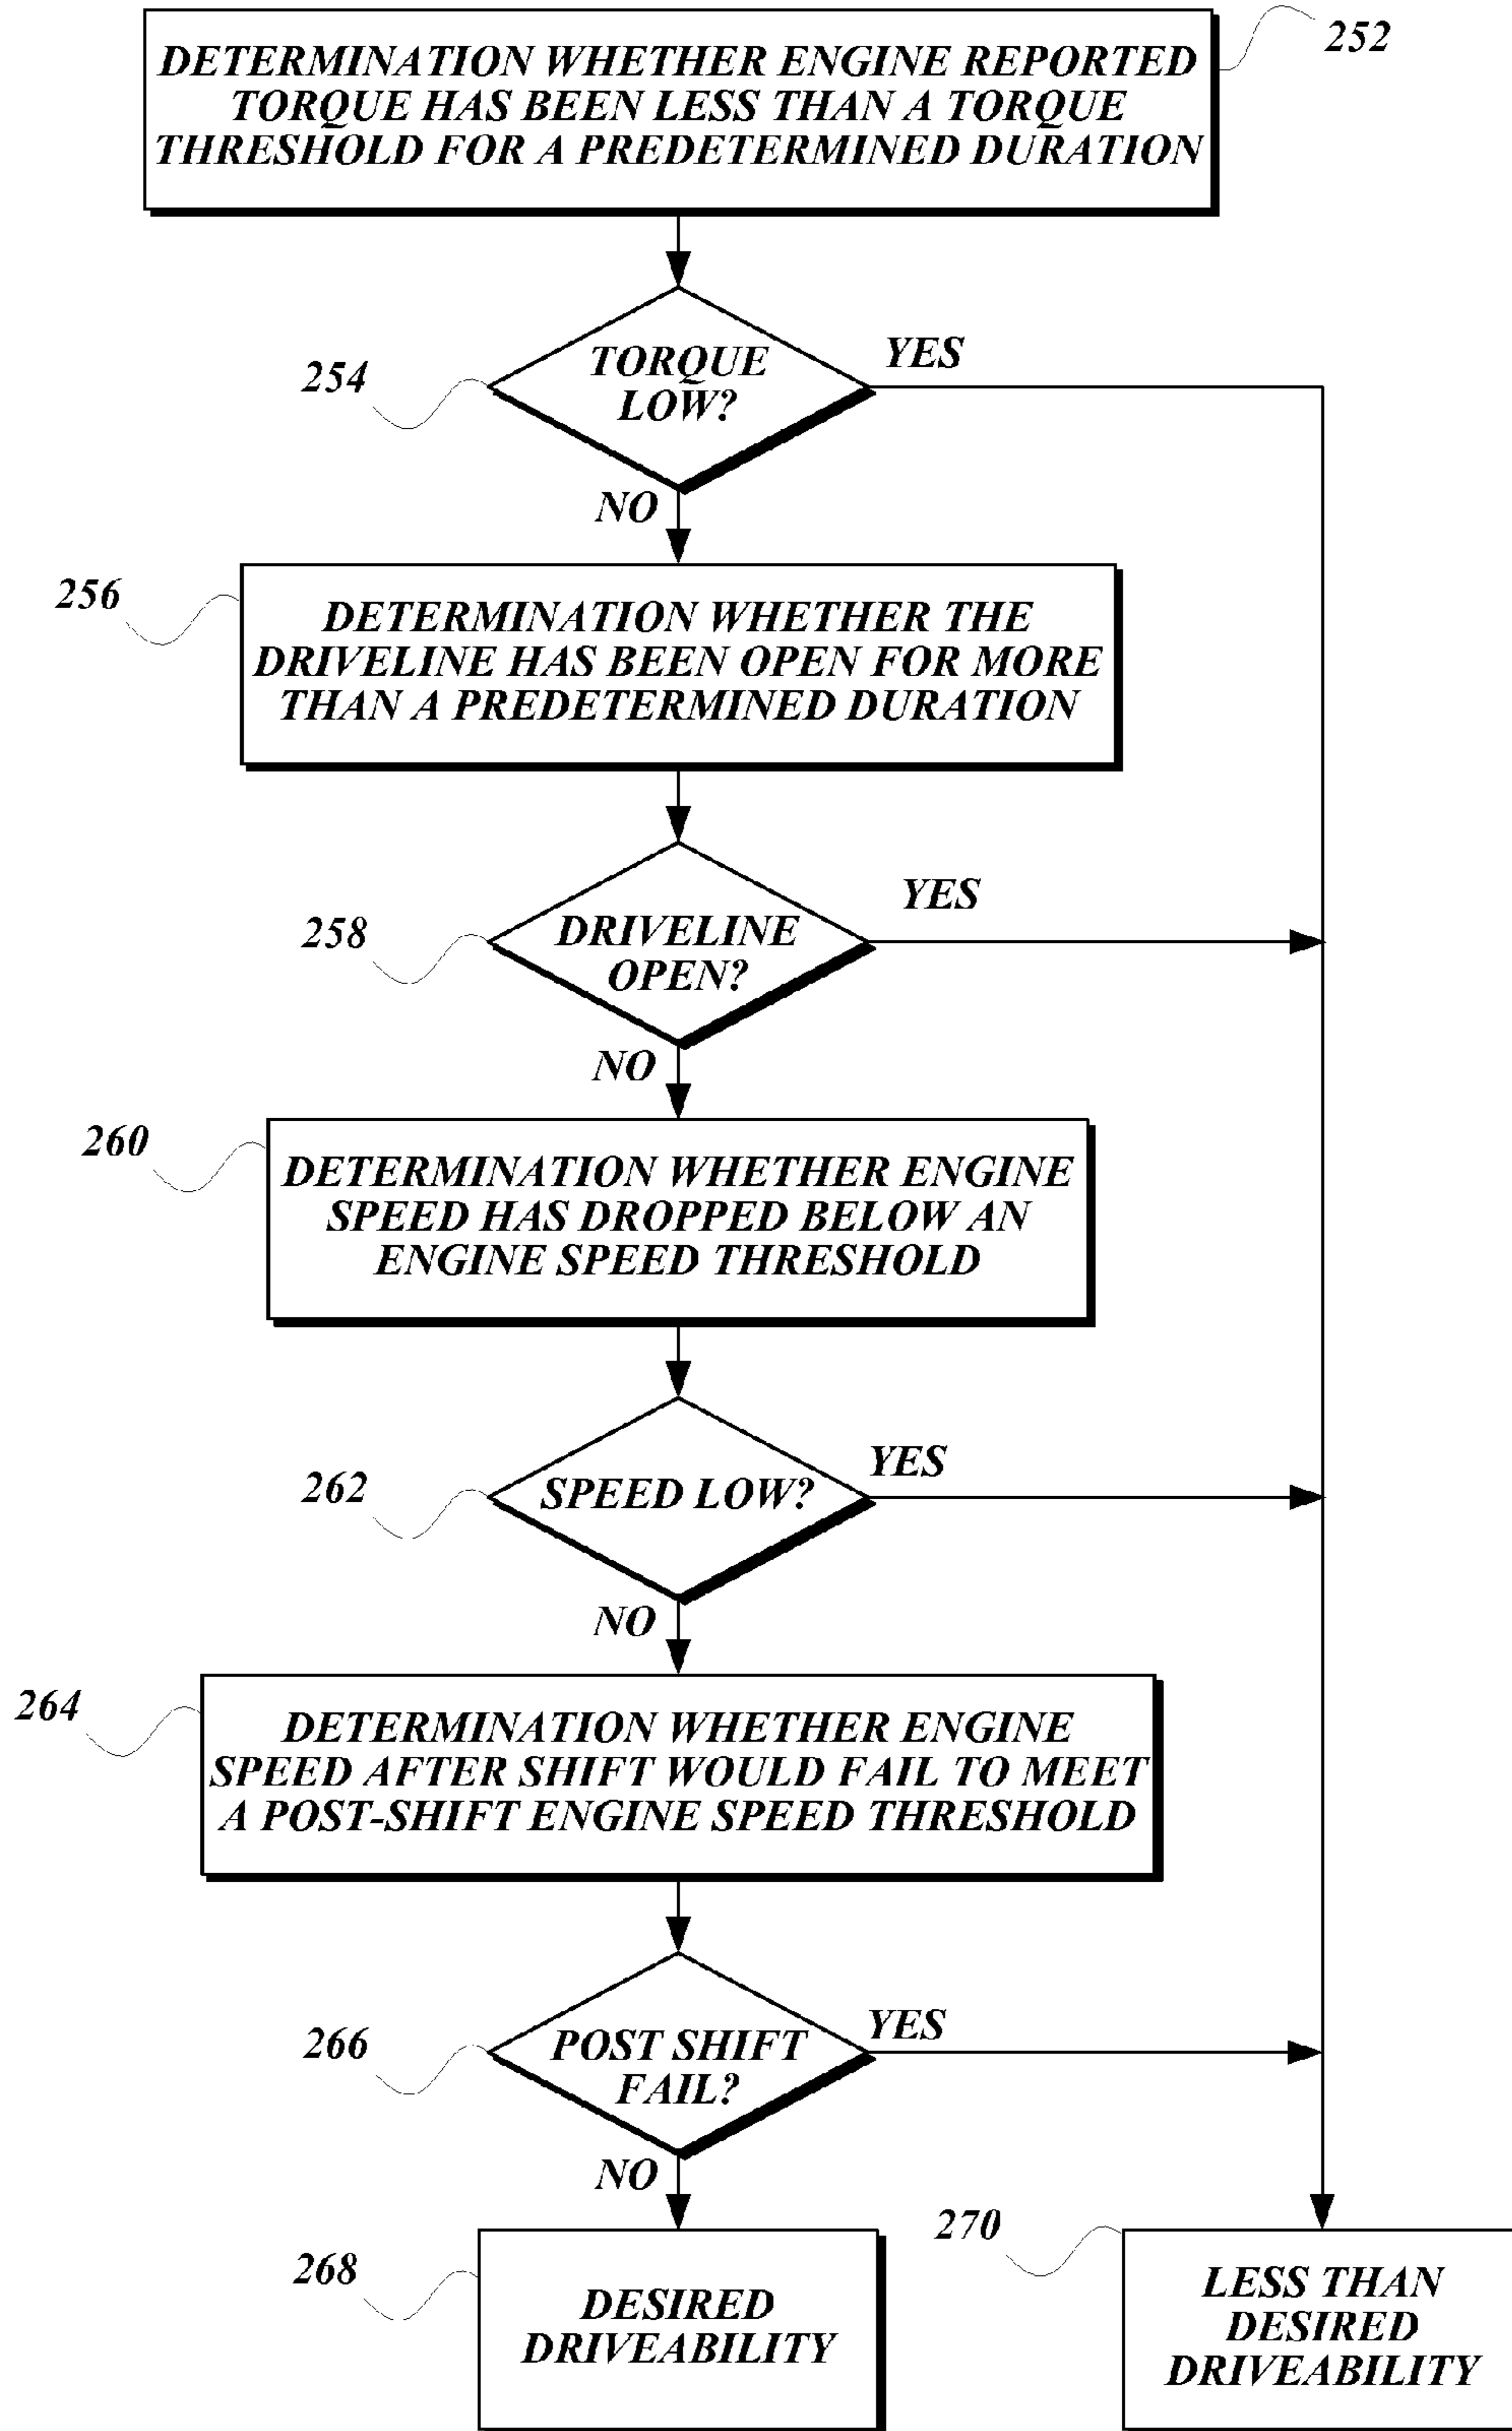 252
DETERMINATION WHETHER ENGINE REPORTED
TORQUE HAS BEEN LESS THAN A TORQUE
THRESHOLD FOR A PREDETERMINED DURATION
254
TORQUE
LOW?
YES
NO
256
DETERMINATION WHETHER THE
DRIVELINE HAS BEEN OPEN FOR MORE
THAN A PREDETERMINED DURATION
258
DRIVELINE
OPEN?
YES
NO
260
DETERMINATION WHETHER ENGINE
SPEED HAS DROPPED BELOW AN
ENGINE SPEED THRESHOLD
262
SPEED LOW?
YES
NO
264
DETERMINATION WHETHER ENGINE
SPEED AFTER SHIFT WOULD FAIL TO MEET
A POST-SHIFT ENGINE SPEED THRESHOLD
266
POST SHIFT
FAIL?
YES
NO
268
DESIRED
DRIVEABILITY
270
LESS THAN
DESIRED
DRIVEABILITY